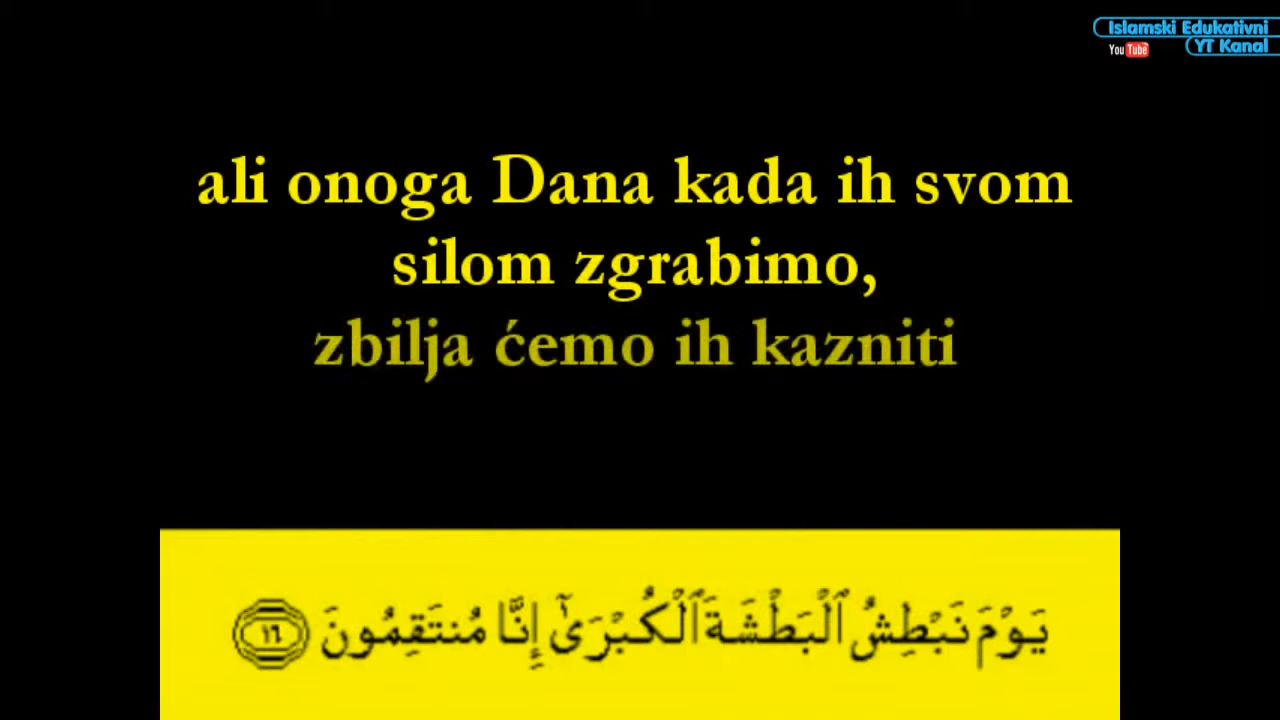 Islamski Edukativni
YouTube YT Kanal
ali onoga Dana kada ih svom
silom zgrabimo,
zbilja ćemo ih kazniti
يَوْمَ نَبْطِشُ ٱلْبَطْشَةَ ٱلْكُبْرَىٰٓ إِنَّا مُنتَقِمُونَ ١٦